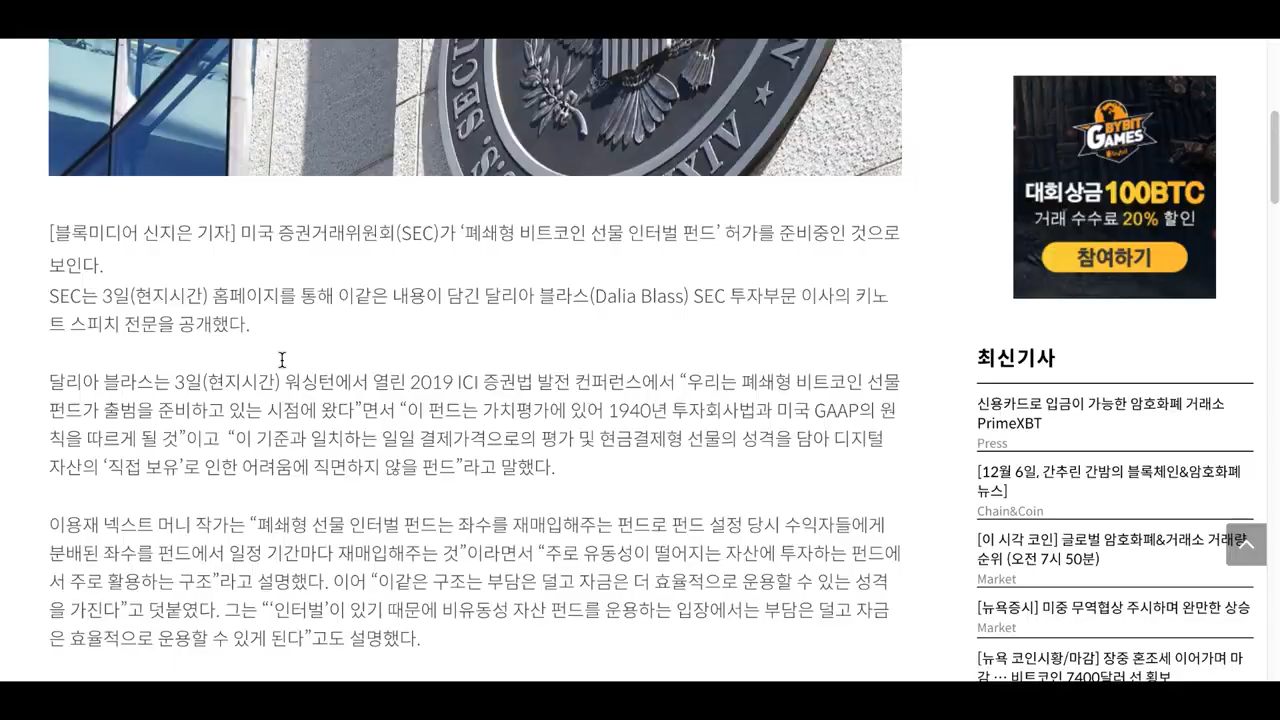 SECU
S.
N
XIV
[블록미디어 신지은 기자] 미국 증권거래위원회(SEC)가 ‘폐쇄형 비트코인 선물 인터벌 펀드’ 허가를 준비중인 것으로
보인다.
SEC는 3일(현지시간) 홈페이지를 통해 이같은 내용이 담긴 달리아 블라스(Dalia Blass) SEC 투자부문 이사의 키노
트 스피치 전문을 공개했다.
달리아 블라스는 3일(현지시간) 워싱턴에서 열린 2019 ICI 증권법 발전 컨퍼런스에서 “우리는 폐쇄형 비트코인 선물
펀드가 출범을 준비하고 있는 시점에 왔다”면서 “이 펀드는 가치평가에 있어 1940년 투자회사법과 미국 GAAP의 원
칙을 따르게 될 것”이고 “이 기준과 일치하는 일일 결제가격으로의 평가 및 현금결제형 선물의 성격을 담아 디지털
자산의 ‘직접 보유’로 인한 어려움에 직면하지 않을 펀드”라고 말했다.
이용재 넥스트 머니 작가는 “폐쇄형 선물 인터벌 펀드는 좌수를 재매입해주는 펀드로 펀드 설정 당시 수익자들에게
분배된 좌수를 펀드에서 일정 기간마다 재매입해주는 것”이라면서 “주로 유동성이 떨어지는 자산에 투자하는 펀드에
서 주로 활용하는 구조”라고 설명했다. 이어 “이같은 구조는 부담은 덜고 자금은 더 효율적으로 운용할 수 있는 성격
을 가진다”고 덧붙였다. 그는 “‘인터벌’이 있기 때문에 비유동성 자산 펀드를 운용하는 입장에서는 부담은 덜고 자금
은 효율적으로 운용할 수 있게 된다”고도 설명했다.
BYBIT
GAMES
대회상금 100BTC
거래 수수료 20% 할인
참여하기
최신기사
신용카드로 입금이 가능한 암호화폐 거래소
PrimeXBT
Press
[12월 6일, 간추린 간밤의 블록체인&암호화폐
뉴스]
Chain&Coin
[이 시각 코인] 글로벌 암호화폐&거래소 거래량
순위 (오전 7시 50분)
Market
[뉴욕증시] 미중 무역협상 주시하며 완만한 상승
Market
[뉴욕 코인시황/마감] 장중 혼조세 이어가며 마
감 … 비트코인 7400달러 선 횡보